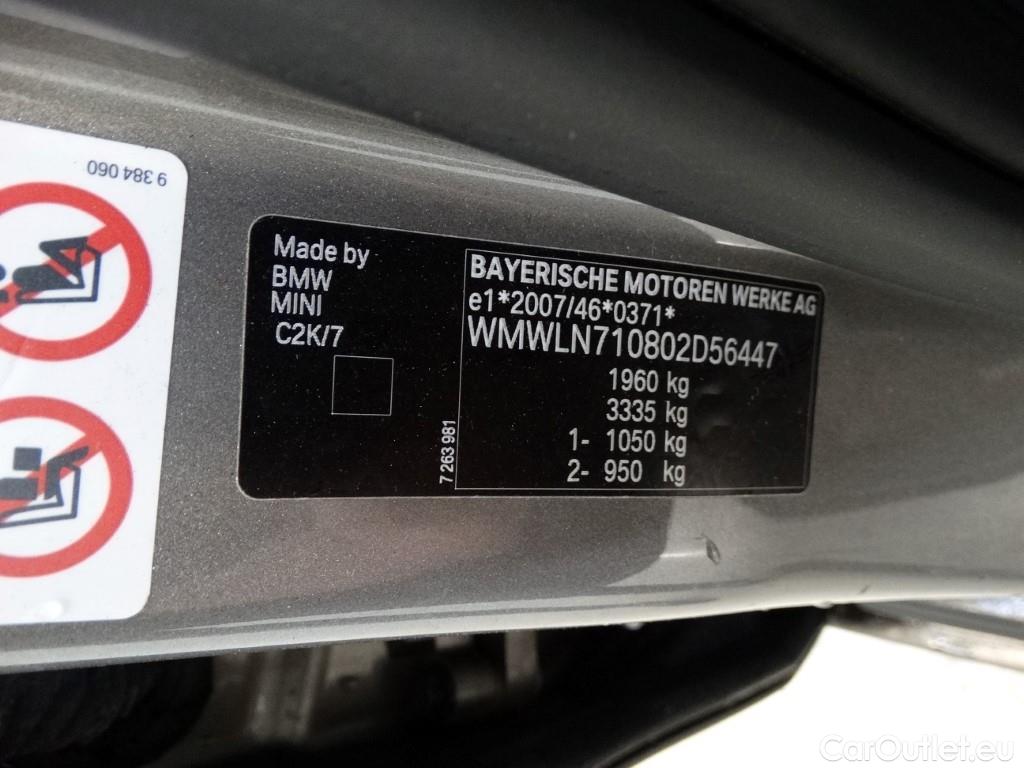 9 384 060
Made by
BMW
MINI
C2K/7
BAYERISCHE MOTOREN WERKE AG
e1*2007/46*0371*
WMWLN710802D56447
1960 kg
3335 kg
1- 1050 kg
2- 950 kg
7 263 981
CarOutlet.eu